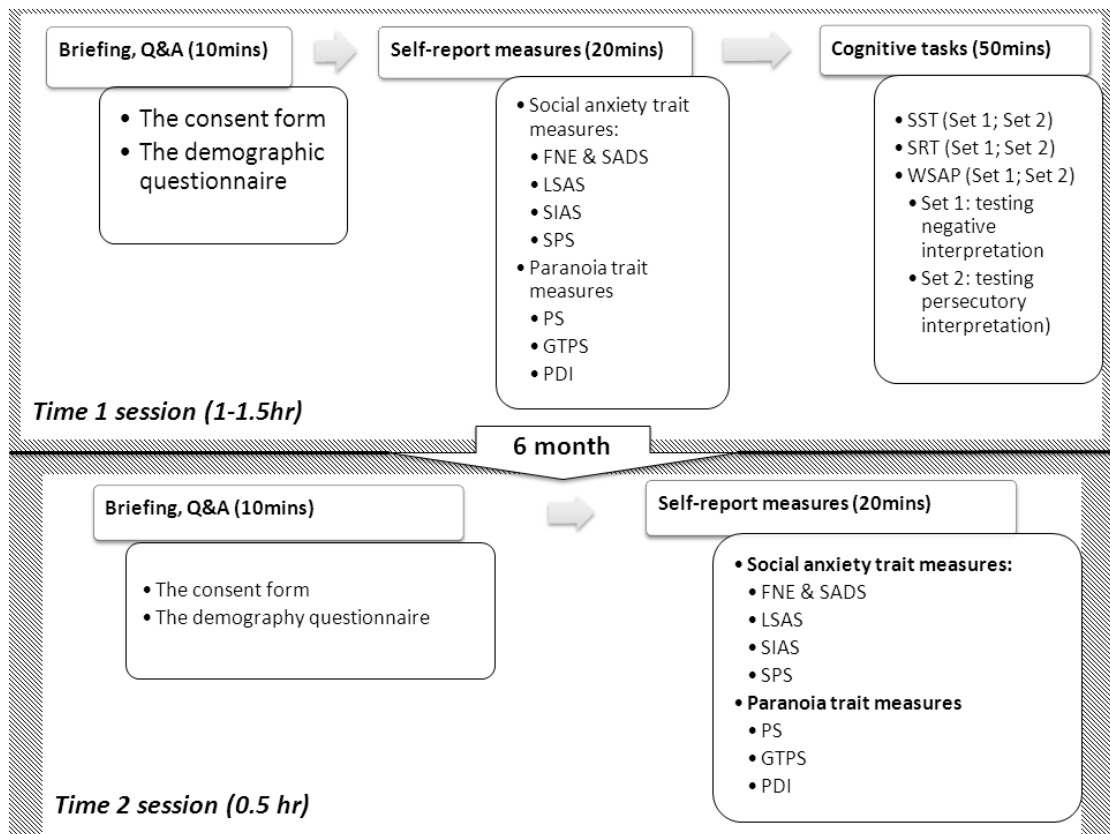 Briefing, Q&A (10mins)
• The consent form
• The demographic
questionnaire
Self-report measures (20mins)
• Social anxiety trait
measures:
• FNE & SADS
• LSAS
• SIAS
• SPS
• Paranoia trait
measures
• PS
• GTPS
• PDI
Cognitive tasks (50mins)
• SST (Set 1; Set 2)
• SRT (Set 1; Set 2)
• WSAP (Set 1; Set 2)
• Set 1: testing
negative
interpretation
• Set 2: testing
persecutory
interpretation)
Time 1 session (1-1.5hr)
6 month
Briefing, Q&A (10mins)
• The consent form
• The demography questionnaire
Self-report measures (20mins)
• Social anxiety trait measures:
• FNE & SADS
• LSAS
• SIAS
• SPS
• Paranoia trait measures
• PS
• GTPS
• PDI
Time 2 session (0.5 hr)